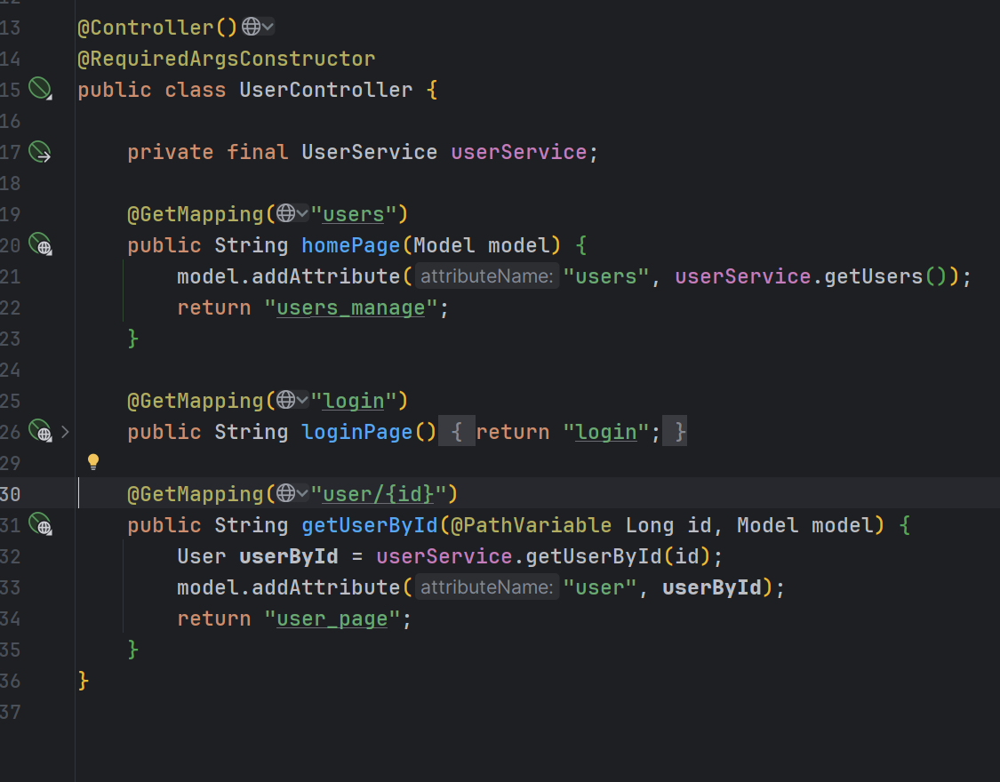 13 @Controller()
14 @RequiredArgsConstructor
15 public class UserController {
16
17 private final UserService userService;
18
19 @GetMapping("users")
20 public String homePage(Model model) {
21 model.addAttribute( attributeName: "users", userService.getUsers());
22 return "users_manage";
23 }
24
25 @GetMapping("login")
26 public String loginPage() { return "login"; }
29
30 @GetMapping("user/{id}")
31 public String getUserById(@PathVariable Long id, Model model) {
32 User userById = userService.getUserById(id);
33 model.addAttribute( attributeName: "user", userById);
34 return "user_page";
35 }
36 }
37